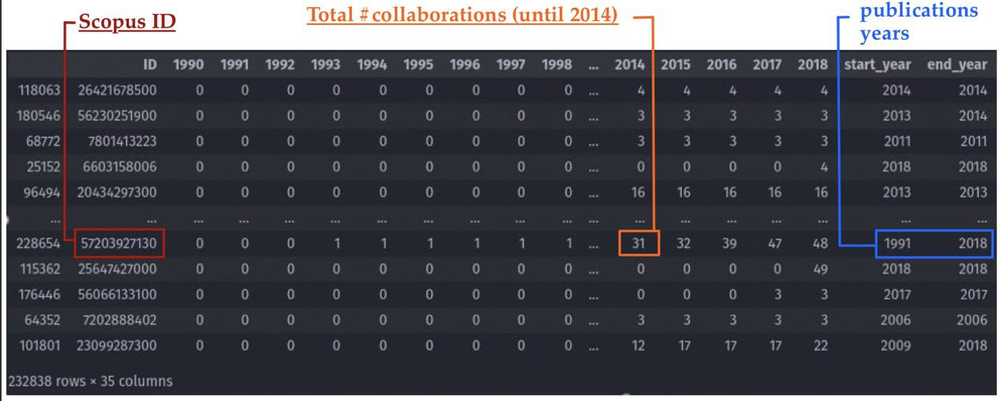 Scopus ID
Total # collaborations (until 2014)
publications
years
ID 1990 1991 1992 1993 1994 1995 1996 1997 1998 ... 2014 2015 2016 2017 2018 start_year end_year
118063 26421678500 0 0 0 0 0 0 0 0 0 ... 4 4 4 4 4 2014 2014
180546 56230251900 0 0 0 0 0 0 0 0 0 ... 3 3 3 3 3 2013 2014
68772 7801413223 0 0 0 0 0 0 0 0 0 ... 3 3 3 3 3 2011 2011
25152 6603158006 0 0 0 0 0 0 0 0 0 ... 0 0 0 0 4 2018 2018
96494 20434297300 0 0 0 0 0 0 0 0 0 ... 16 16 16 16 16 2013 2013
... ... ... ... ... ... ... ... ... ... ... ... ... ... ... ... ... ...
228654 57203927130 0 0 0 1 1 1 1 1 1 ... 31 32 39 47 48 1991 2018
115362 25647427000 0 0 0 0 0 0 0 0 0 ... 0 0 0 0 49 2018 2018
176446 56066133100 0 0 0 0 0 0 0 0 0 ... 0 0 0 3 3 2017 2017
64352 7202888402 0 0 0 0 0 0 0 0 0 ... 3 3 3 3 3 2006 2006
101801 23099287300 0 0 0 0 0 0 0 0 0 ... 12 17 17 17 22 2009 2018
232838 rows × 35 columns